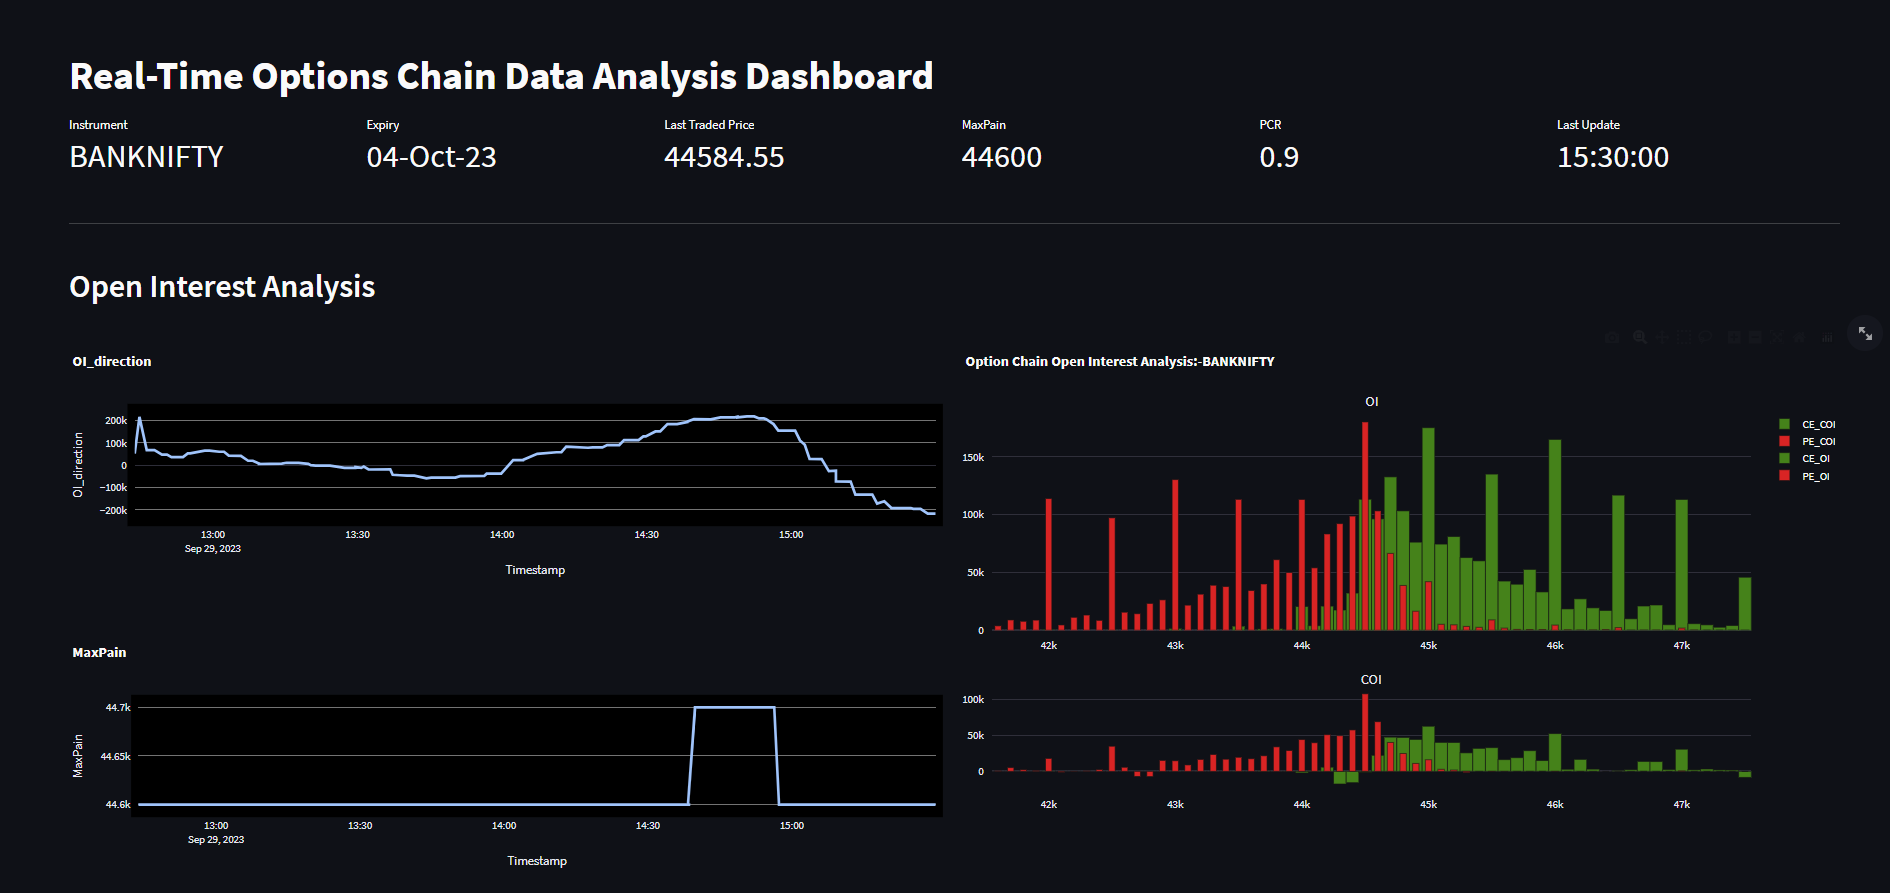 Real-Time Options Chain Data Analysis Dashboard
Instrument
BANKNIFTY
Expiry
04-Oct-23
Last Traded Price
44584.55
MaxPain
44600
PCR
0.9
Last Update
15:30:00
Open Interest Analysis
OI_direction
200k
100k
0
−100k
−200k
OI_direction
13:00
13:30
14:00
14:30
15:00
Sep 29, 2023
Timestamp
MaxPain
44.7k
44.65k
44.6k
MaxPain
13:00
13:30
14:00
14:30
15:00
Sep 29, 2023
Timestamp
Option Chain Open Interest Analysis:-BANKNIFTY
OI
150k
100k
50k
0
42k
43k
44k
45k
46k
47k
CE_COI
PE_COI
CE_OI
PE_OI
COI
100k
50k
0
42k
43k
44k
45k
46k
47k